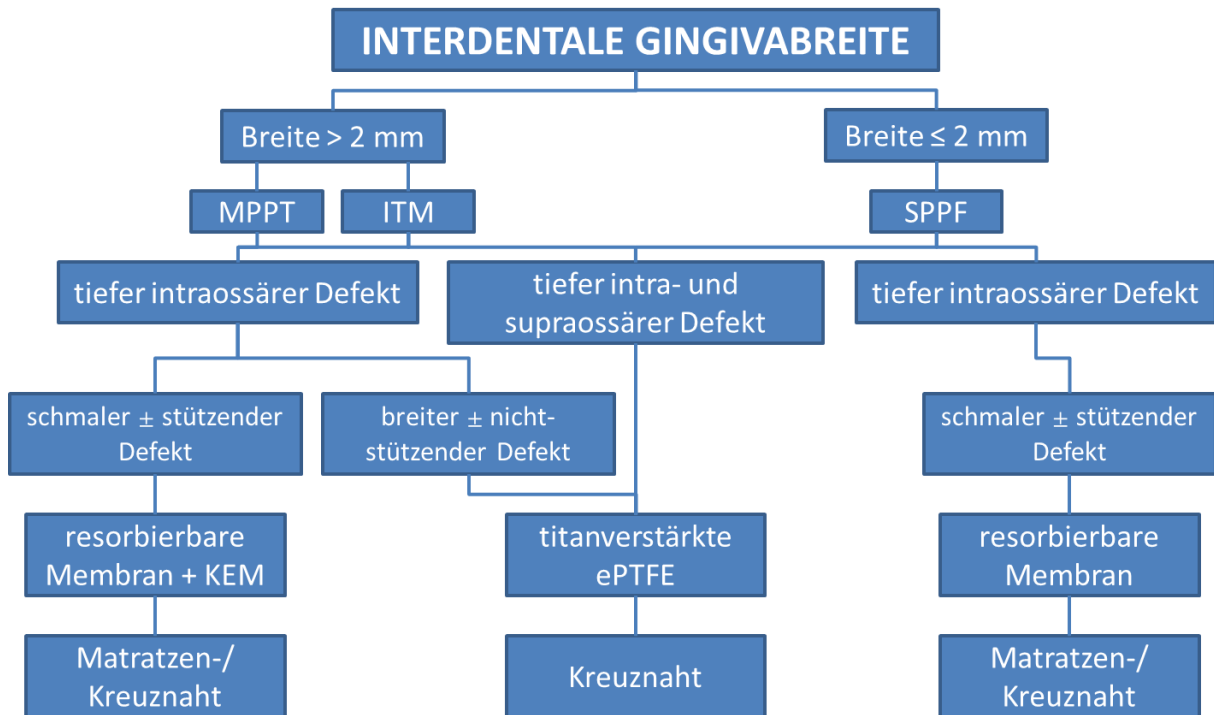 INTERDENTALE GINGIVABREITE
Breite > 2 mm
Breite ≤ 2 mm
MPPT
ITM
SPPF
tiefer intraossärer Defekt
tiefer intra- und
supraossärer Defekt
tiefer intraossärer Defekt
schmaler ± stützender
Defekt
breiter ± nicht-
stützender Defekt
schmaler ± stützender
Defekt
resorbierbare
Membran + KEM
titanverstärkte
ePTFE
resorbierbare
Membran
Matratzen-/
Kreuznaht
Kreuznaht
Matratzen-/
Kreuznaht